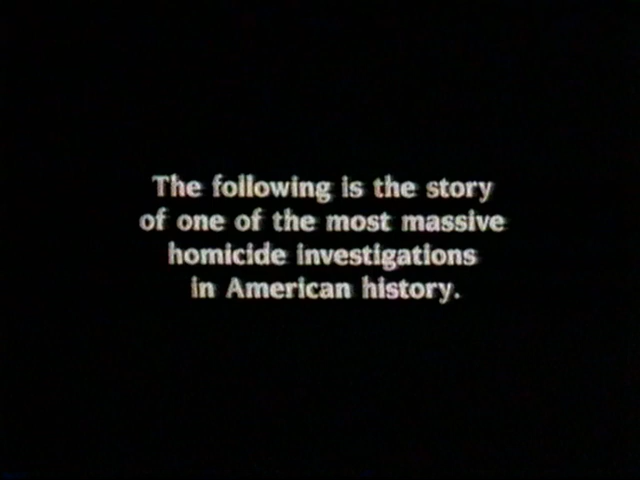 The following is the story
of one of the most massive
homicide investigations
in American history.